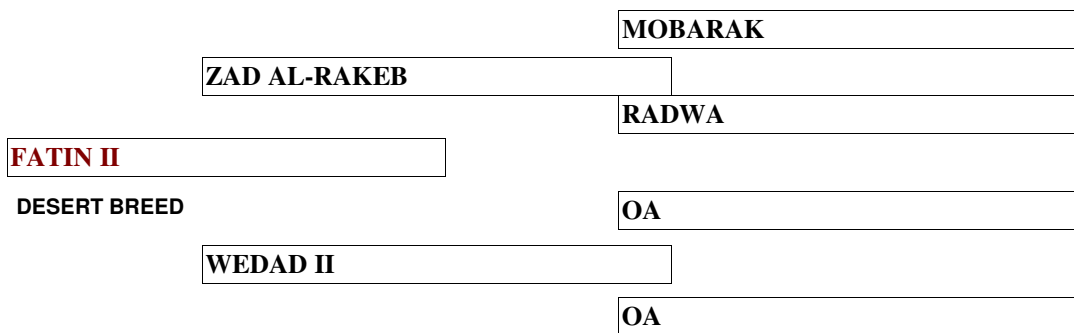 MOBARAK
ZAD AL-RAKEB
RADWA
FATIN II
DESERT BREED
OA
WEDAD II
OA